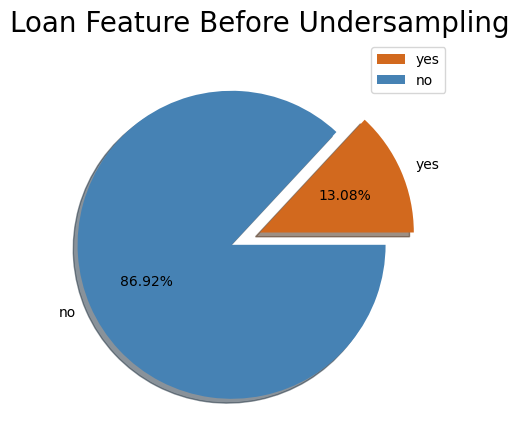 Loan Feature Before Undersampling
yes
no
yes
13.08%
86.92%
no